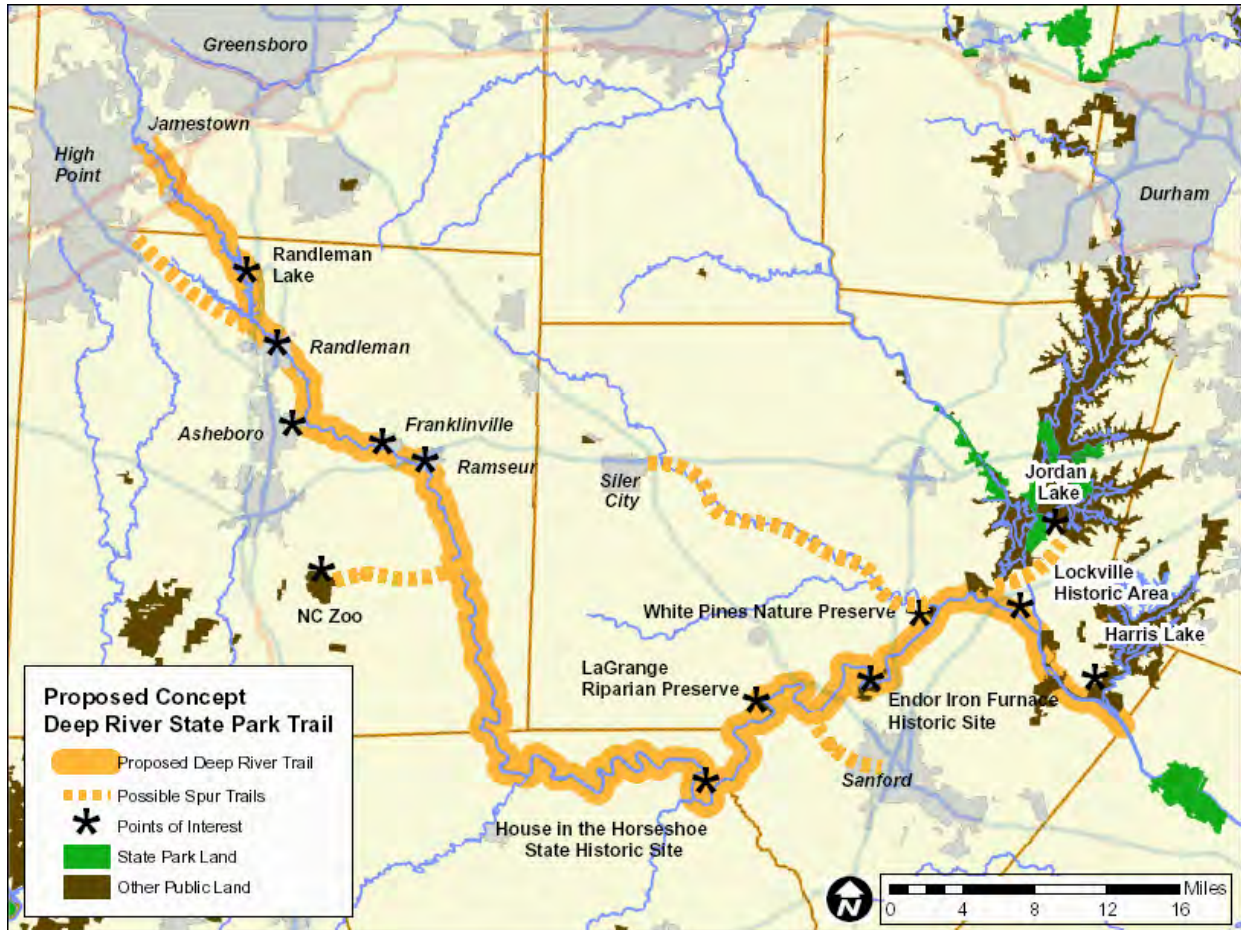 Greensboro
Jamestown
High
Point
Durham
Randleman
Lake
Randleman
Franklinville
Asheboro
Ramseur
Siler
City
Jordan
Lake
NC Zoo
Lockville
Historic Area
White Pines Nature Preserve
Harris Lake
LaGrange
Riparian Preserve
Endor Iron Furnace
Historic Site
Sanford
House in the Horseshoe
State Historic Site
Proposed Concept
Deep River State Park Trail
Proposed Deep River Trail
Possible Spur Trails
Points of Interest
State Park Land
Other Public Land
N
Miles
0 4 8 12 16